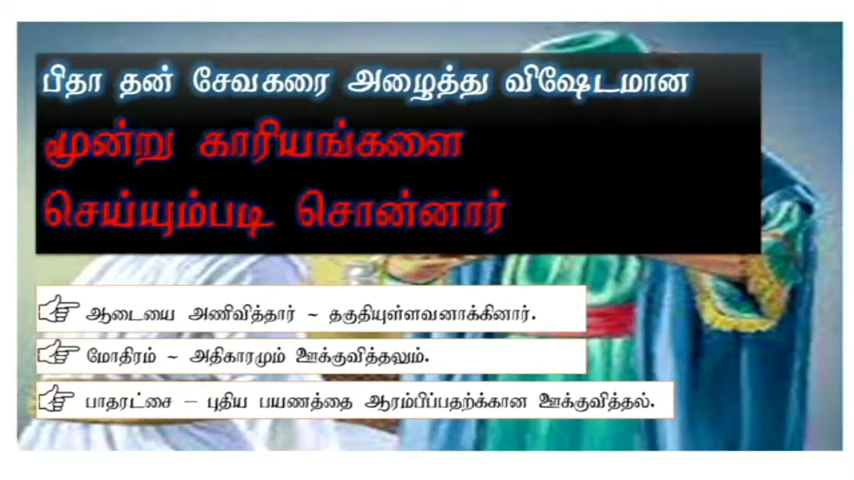 பிதா தன் சேவகரை அழைத்து விஷேடமான
மூன்று காரியங்களை
செய்யும்படி சொன்னார்
ஆடையை அணிவித்தார் ~ தகுதியுள்ளவனாக்கினார்.
மோதிரம் ~ அதிகாரமும் ஊக்குவித்தலும்.
பாதரட்சை – புதிய பயணத்தை ஆரம்பிப்பதற்க்கான ஊக்குவித்தல்.